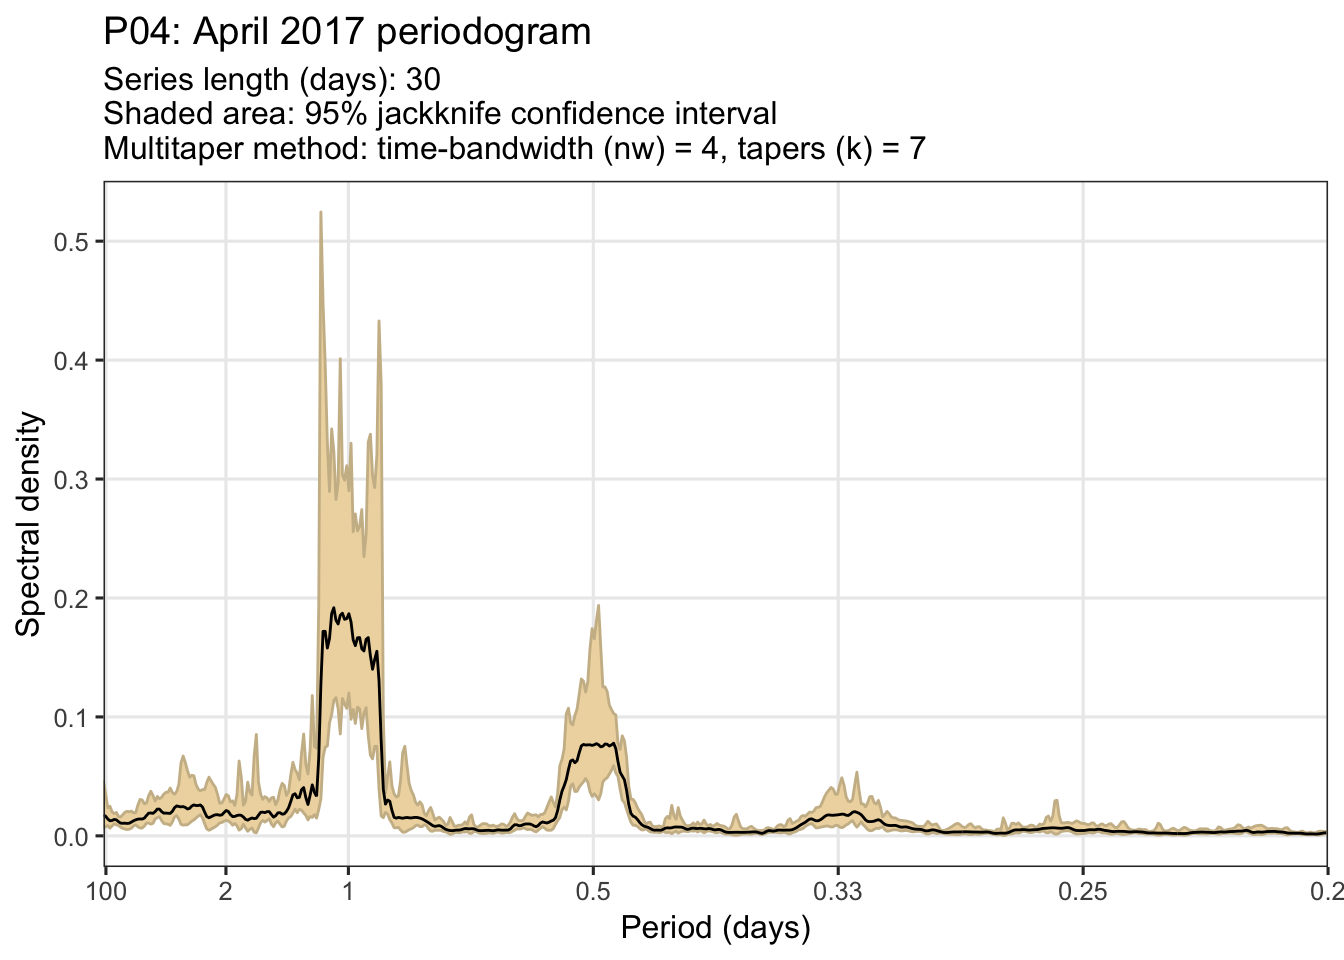 P04: April 2017 periodogram
Series length (days): 30
Shaded area: 95% jackknife confidence interval
Multitaper method: time-bandwidth (nw) = 4, tapers (k) = 7
Spectral density
0.5
0.4
0.3
0.2
0.1
0.0
100 2 1 0.5 0.33 0.25 0.2
Period (days)